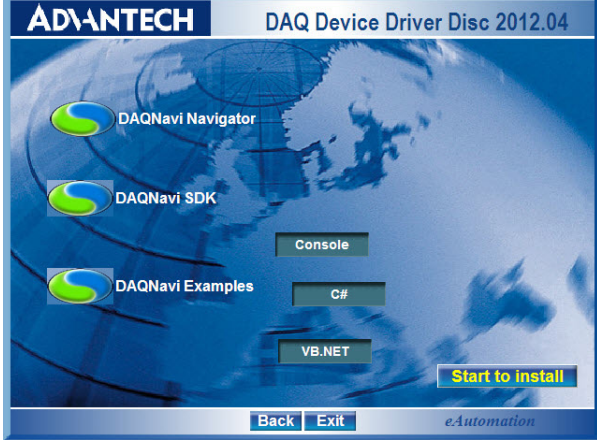 ADVANTECH
DAQ Device Driver Disc 2012.04
DAQNavi Navigator
DAQNavi SDK
Console
DAQNavi Examples
C#
VB.NET
Start to install
Back Exit
eAutomation